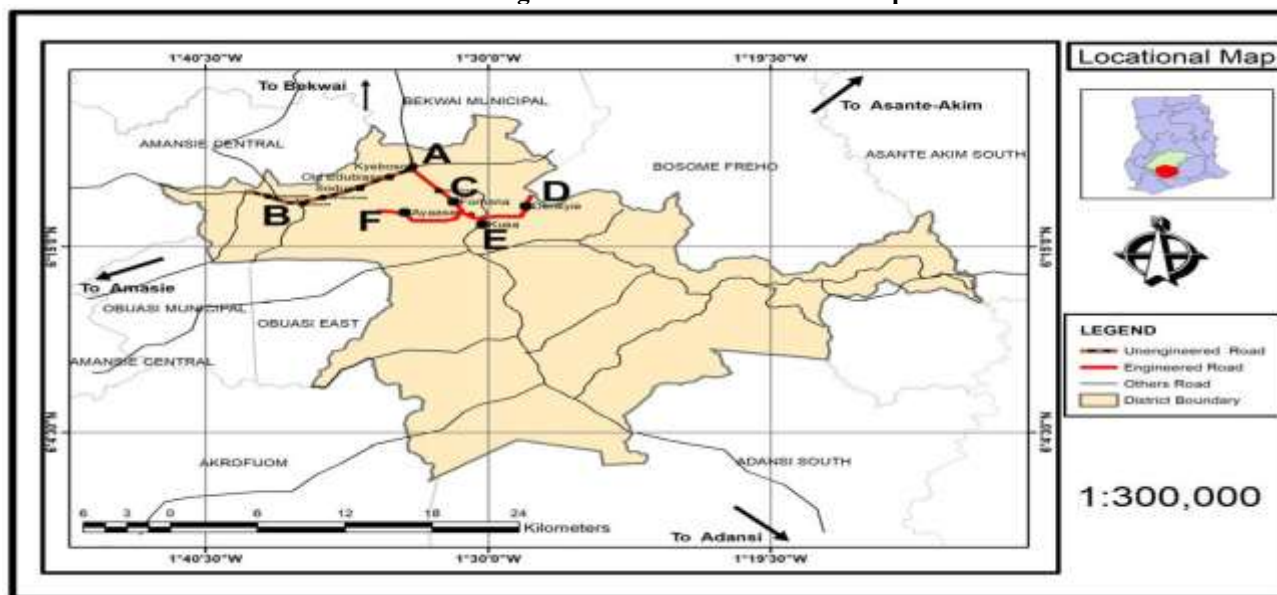 1°40'30"W
1°30'0"W
1°19'30"W
Locational Map
To Bekwai
BEKWAI MUNICIPAL
To Asante-Akim
AMANSIE CENTRAL
BOSOME FREHO
ASANTE AKIM SOUTH
A
Old Edubiase
C
D
B
Fomena
F
Kusa
E
To Amasie
OBUASI MUNICIPAL
OBUASI EAST
AMANSIE CENTRAL
LEGEND
Unengineered Road
Engineered Road
Others Road
District Boundary
AKROFUOM
ADANSI SOUTH
1:300,000
6 3 0 6 12 18 24
Kilometers
To Adansi
1°40'30"W
1°30'0"W
1°19'30"W